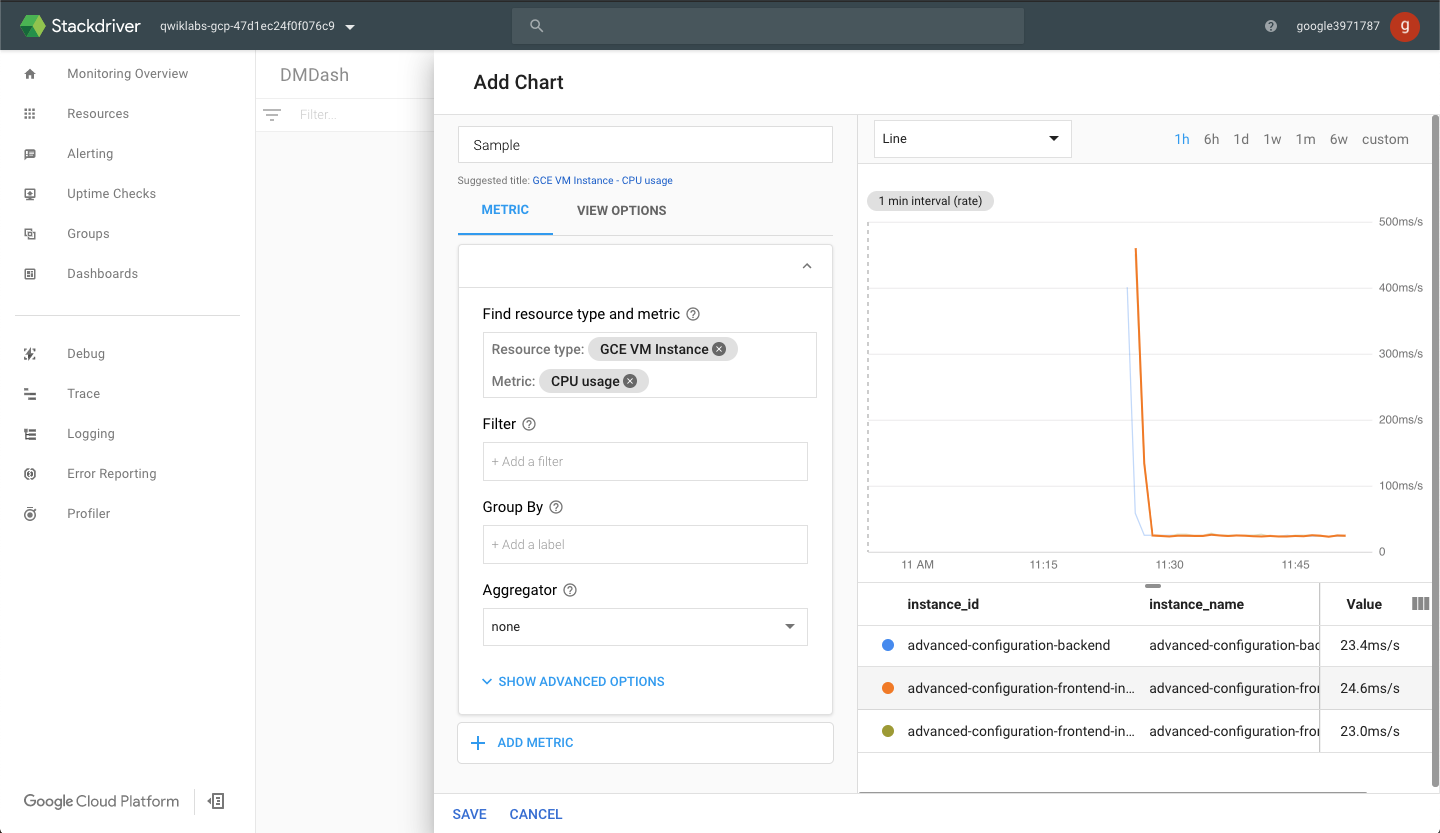 Stackdriver
qwiklabs-gcp-47d1ec24f0f076c9
google3971787
g
Monitoring Overview
Resources
Alerting
Uptime Checks
Groups
Dashboards
Debug
Trace
Logging
Error Reporting
Profiler
Google Cloud Platform
DMDash
Filter...
Add Chart
Sample
Suggested title: GCE VM Instance - CPU usage
METRIC VIEW OPTIONS
Find resource type and metric ?
Resource type: GCE VM Instance
Metric: CPU usage
Filter ?
+ Add a filter
Group By ?
+ Add a label
Aggregator ?
none
SHOW ADVANCED OPTIONS
ADD METRIC
SAVE CANCEL
Line
1h 6h 1d 1w 1m 6w custom
1 min interval (rate)
500ms/s
400ms/s
300ms/s
200ms/s
100ms/s
0
11 AM 11:15 11:30 11:45
instance_id instance_name Value
advanced-configuration-backend advanced-configuration-bac 23.4ms/s
advanced-configuration-frontend-in... advanced-configuration-fro 24.6ms/s
advanced-configuration-frontend-in... advanced-configuration-fro 23.0ms/s